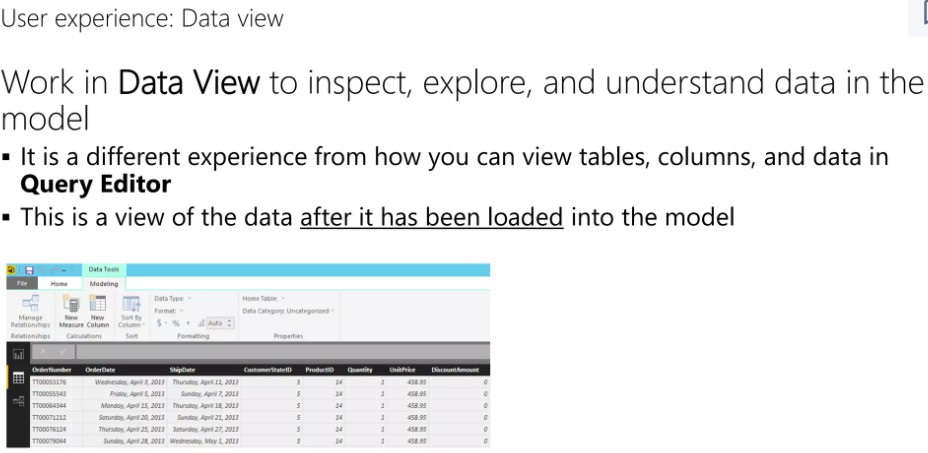 User experience: Data view
Work in Data View to inspect, explore, and understand data in the
model
▪ It is a different experience from how you can view tables, columns, and data in
Query Editor
▪ This is a view of the data after it has been loaded into the model
Data Tools
File Home Modeling
Manage Relationships New Measure New Column Sort By Column Data Type: Format: $ % Auto Home Table: Data Category: Uncategorized
Relationships Calculations Sort Formatting Properties
OrderNumber OrderDate ShipDate CustomerStateID ProductID Quantity UnitPrice DiscountAmount
TT00053176 Wednesday, April 3, 2013 Thursday, April 11, 2013 5 14 1 458.95 0
TT00055543 Friday, April 5, 2013 Sunday, April 7, 2013 5 14 1 458.95 0
TT00064344 Monday, April 15, 2013 Thursday, April 18, 2013 5 14 1 458.95 0
TT00071212 Saturday, April 20, 2013 Sunday, April 21, 2013 5 14 1 458.95 0
TT00076124 Thursday, April 25, 2013 Saturday, April 27, 2013 5 14 1 458.95 0
TT00079044 Sunday, April 28, 2013 Wednesday, May 1, 2013 5 14 1 458.95 0